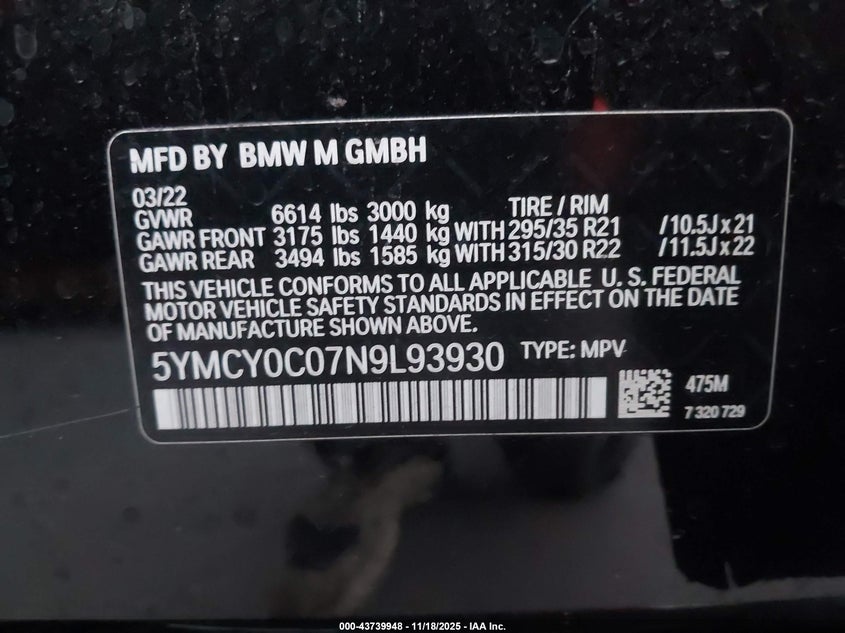 MFD BY BMW M GMBH
03/22
GVWR 6614 lbs 3000 kg TIRE / RIM
GAWR FRONT 3175 lbs 1440 kg WITH 295/35 R21 /10.5J x 21
GAWR REAR 3494 lbs 1585 kg WITH 315/30 R22 /11.5J x 22
THIS VEHICLE CONFORMS TO ALL APPLICABLE U. S. FEDERAL
MOTOR VEHICLE SAFETY STANDARDS IN EFFECT ON THE DATE
OF MANUFACTURE SHOWN ABOVE.
5YMCY0C07N9L93930 TYPE: MPV
475M
7 320 729
000-43739948 - 11/18/2025 - IAA Inc.